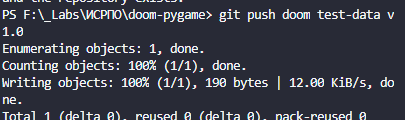 PS F:\_Labs\ИСРПО\doom-pygame> git push doom test-data v
1.0
Enumerating objects: 1, done.
Counting objects: 100% (1/1), done.
Writing objects: 100% (1/1), 190 bytes | 12.00 KiB/s, do
ne.
Total 1 (delta 0), reused 0 (delta 0), pack-reused 0